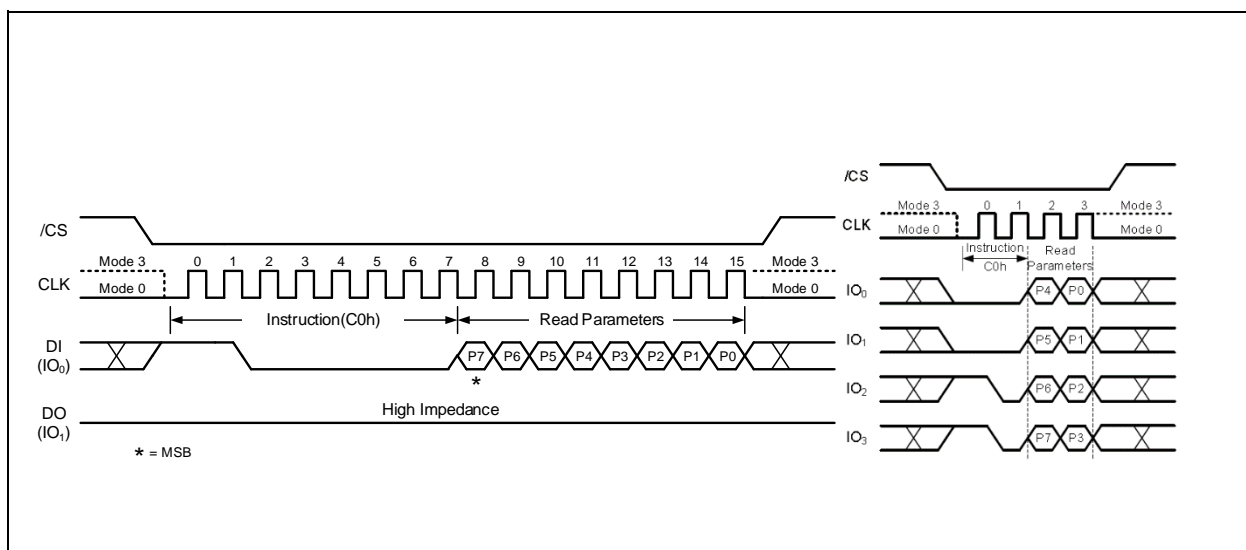 /CS
Mode 3 0 1 2 3 4 5 6 7 8 9 10 11 12 13 14 15 Mode 3
CLK Mode 0 Mode 0
Instruction(C0h) Read Parameters
DI
(IO₀)
P7 P6 P5 P4 P3 P2 P1 P0
*
DO
(IO₁)
High Impedance
* = MSB
/CS
Mode 3 0 1 2 3 Mode 3
CLK Mode 0 Mode 0
Instruction
C0h
Read
Parameters
IO₀ P4 P0
IO₁ P5 P1
IO₂ P6 P2
IO₃ P7 P3